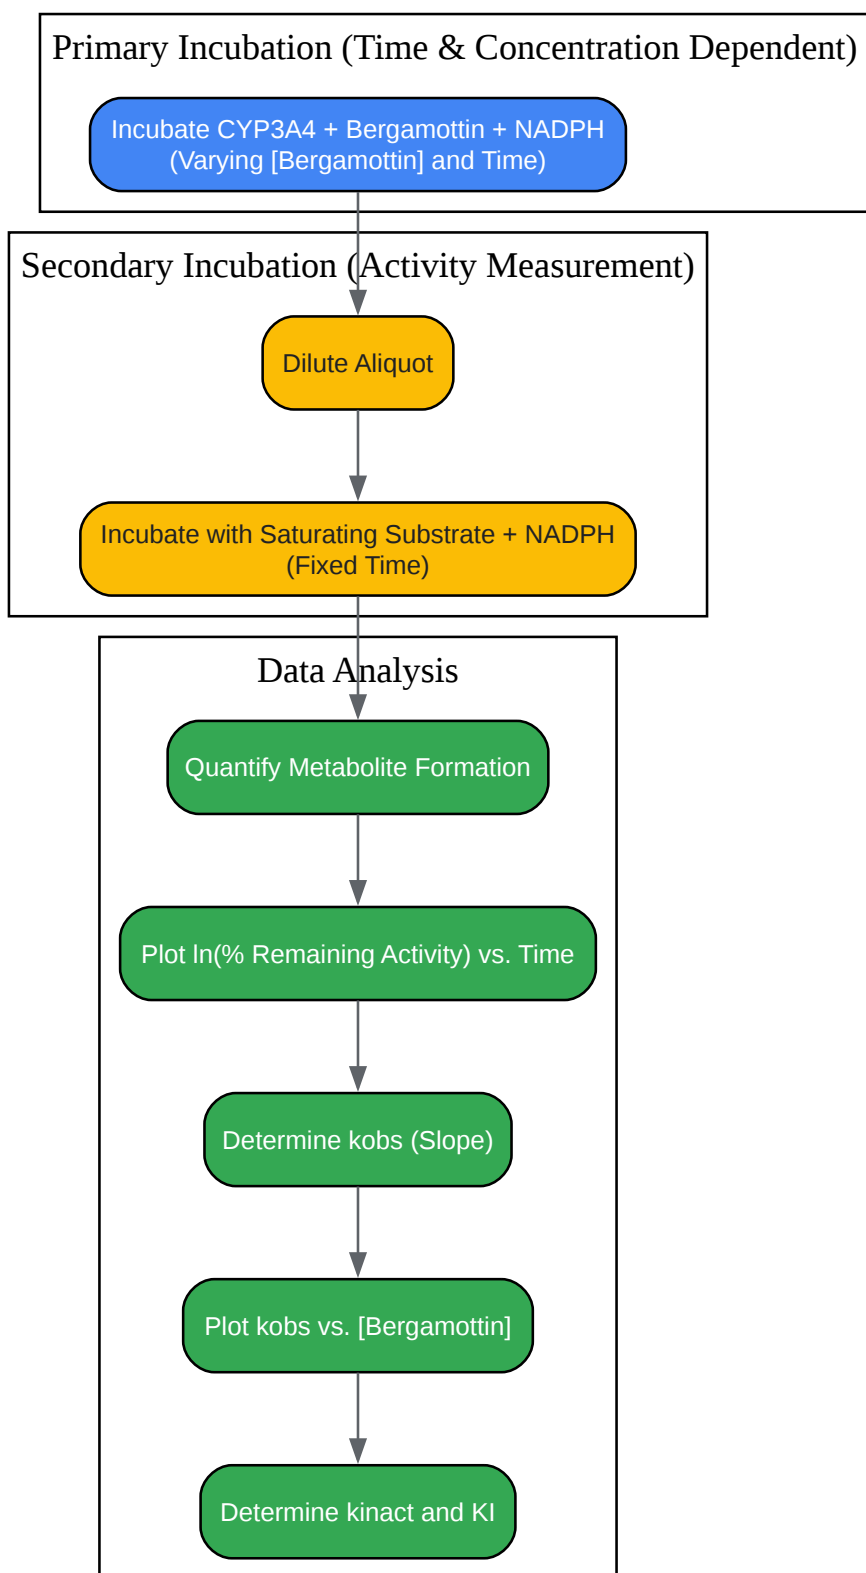 Primary Incubation (Time & Concentration Dependent)
Incubate CYP3A4 + Bergamottin + NADPH
(Varying [Bergamottin] and Time)
Secondary Incubation (Activity Measurement)
Dilute Aliquot
Incubate with Saturating Substrate + NADPH
(Fixed Time)
Data Analysis
Quantify Metabolite Formation
Plot ln(% Remaining Activity) vs. Time
Determine kobs (Slope)
Plot kobs vs. [Bergamottin]
Determine kinact and KI